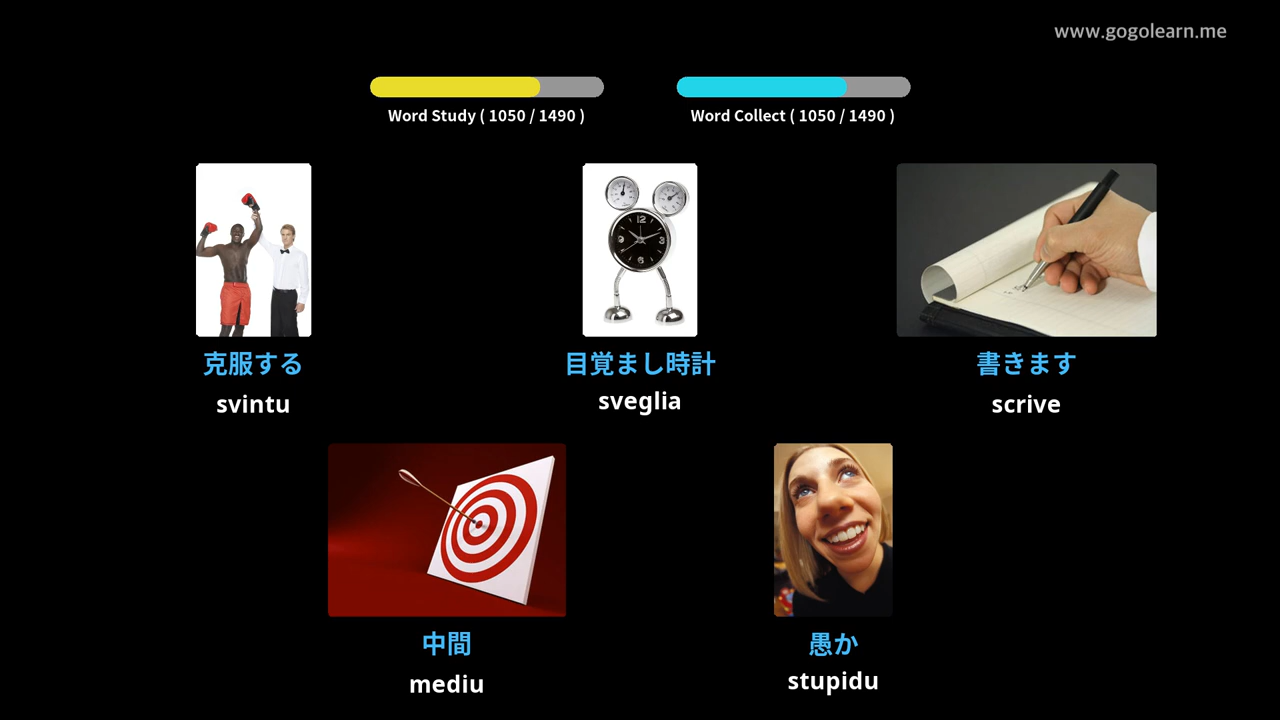 www.gogolearn.me
Word Study ( 1050 / 1490 )
Word Collect ( 1050 / 1490 )
克服する
svintu
目覚まし時計
sveglia
書きます
scrive
中間
mediu
愚か
stupidu